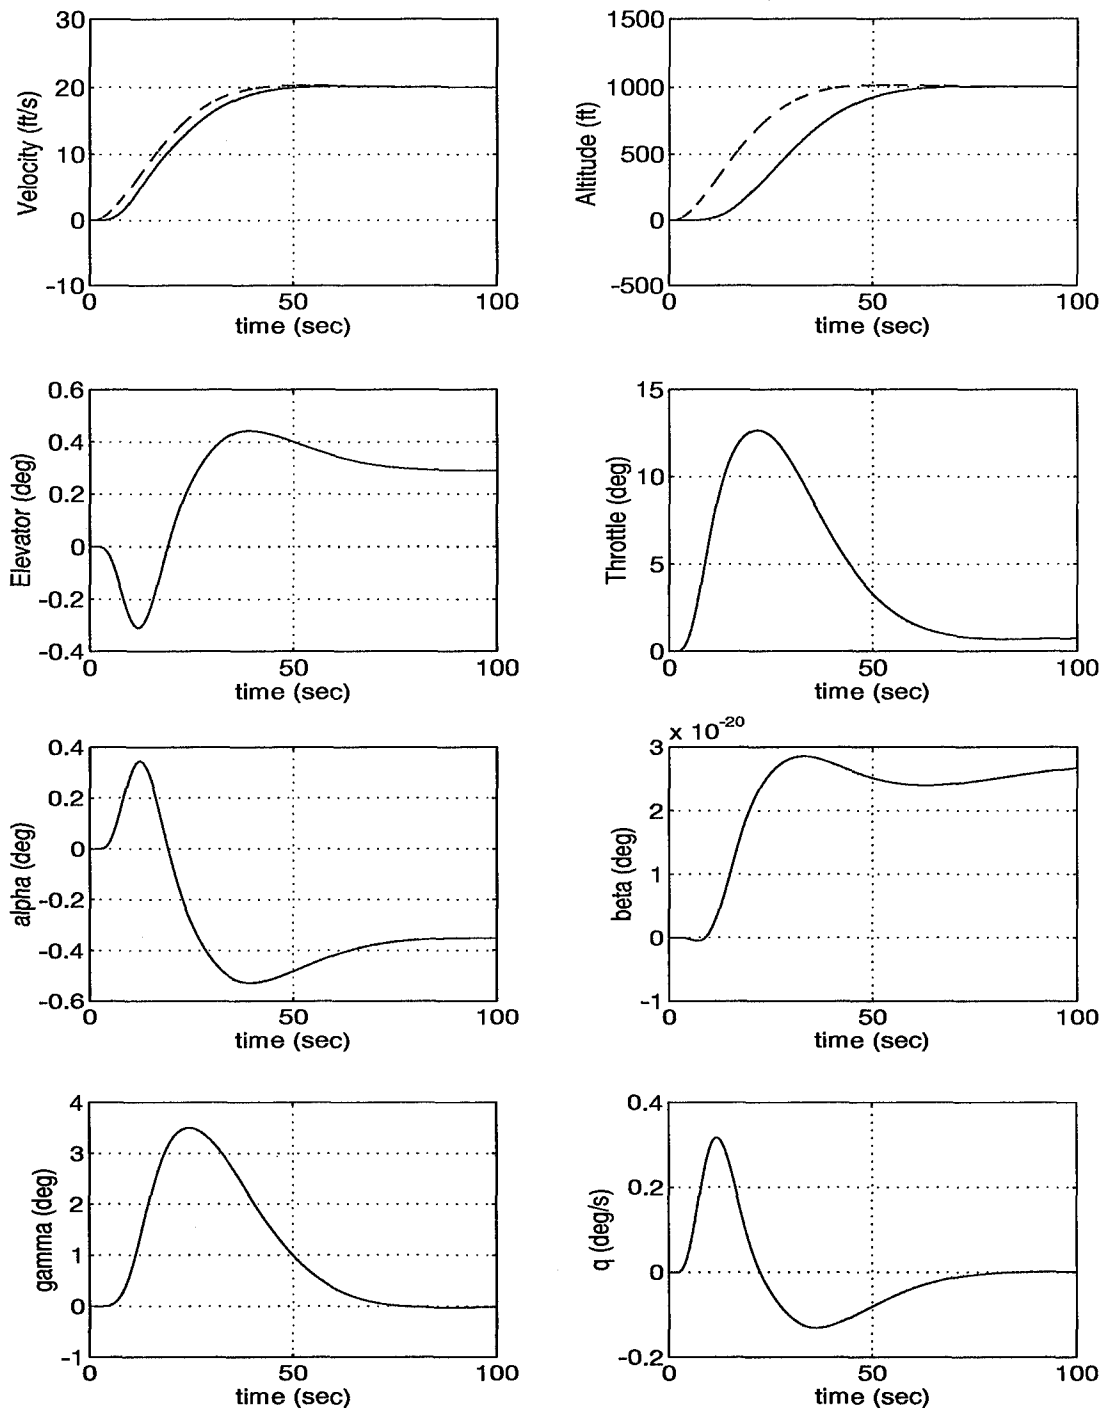 30
20
10
0
-10
Velocity (ft/s)
0 50 100
time (sec)
1500
1000
500
0
-500
Altitude (ft)
0 50 100
time (sec)
0.6
0.4
0.2
0
-0.2
-0.4
Elevator (deg)
0 50 100
time (sec)
15
10
5
0
Throttle (deg)
0 50 100
time (sec)
0.4
0.2
0
-0.2
-0.4
-0.6
alpha (deg)
0 50 100
time (sec)
x 10^-20
3
2
1
0
-1
beta (deg)
0 50 100
time (sec)
4
3
2
1
0
-1
gamma (deg)
0 50 100
time (sec)
0.4
0.2
0
-0.2
q (deg/s)
0 50 100
time (sec)